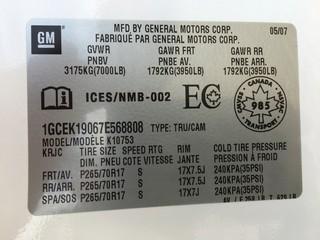 GM
MFD BY GENERAL MOTORS CORP. 05/07
FABRIQUÉ PAR GENERAL MOTORS CORP.
GVWR GAWR FRT GAWR RR
PNBV PNBE AV. PNBE ARR.
3175KG(7000LB) 1792KG(3950LB) 1792KG(3950LB)
ICES/NMB-002 EC
CANADA
985
TRANSPORT
1GCEK19067E568808 TYPE: TRU/CAM
MODEL/MODÈLE K10753
KRJC TIRE SIZE SPEED RTG RIM COLD TIRE PRESSURE
KRJC DIM. PNEU COTE VITESSE JANTE PRESSION À FROID
FRT/AV. P265/70R17 S 17X7.5J 240KPA(35PSI)
RR/ARR. P265/70R17 S 17X7.5J 240KPA(35PSI)
SPA/SOS P265/70R17 S 17X7J 240KPA(35PSI)